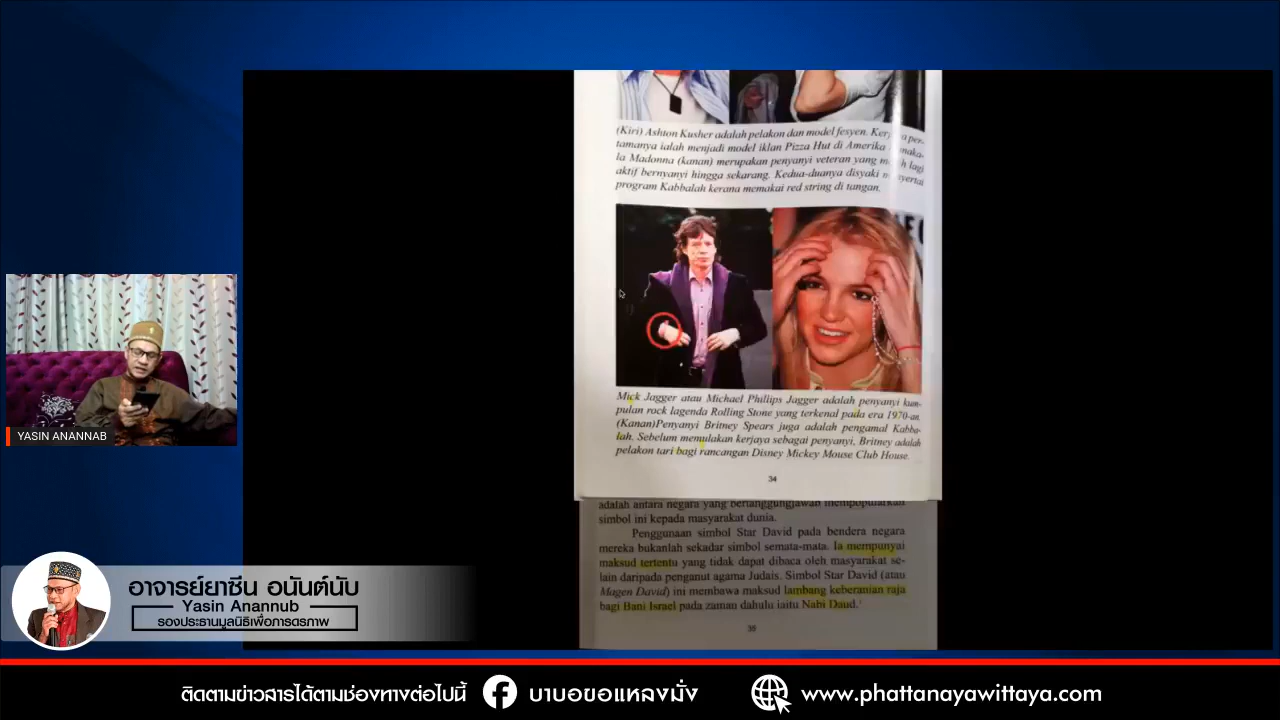 (Kiri) Ashton Kusher adalah pelakon dan model fesyen. Ker
tamanya ialah menjadi model iklan Pizza Hut di Amerika
la Madonna (kanan) merupakan penyanyi veteran yang lagi
aktif bernyanyi hingga sekarang. Kedua-duanya disyaki
program Kabbalah kerana memakai red string di tangan.
Mick Jagger atau Michael Phillips Jagger adalah penyanyi kum-
pulan rock lagenda Rolling Stone yang terkenal pada era 1970-an.
(Kanan)Penyanyi Britney Spears juga adalah pengamal Kabba-
lah. Sebelum memulakan kerjaya sebagai penyanyi, Britney adalah
pelakon tari bagi rancangan Disney Mickey Mouse Club House.
34
adalah antara negara yang bertanggungjawab mempopularkan
simbol ini kepada masyarakat dunia.
Penggunaan simbol Star David pada bendera negara
mereka bukanlah sekadar simbol semata-mata. Ia mempunyai
maksud tertentu yang tidak dapat dibaca oleh masyarakat se-
lain daripada penganut agama Judais. Simbol Star David (atau
Magen David) ini membawa maksud lambang keberanian raja
bagi Bani Israel pada zaman dahulu iaitu Nabi Daud.
YASIN ANANNAB
อาจารย์ยาซีน อนันต์นับ
Yasin Anannub
รองประธานมูลนิธิเพื่อการดรภาพ
ติดตามข่าวสารได้ตามช่องทางต่อไปนี้ บาบอขอแหลงมั่ง www.phattanayawittaya.com